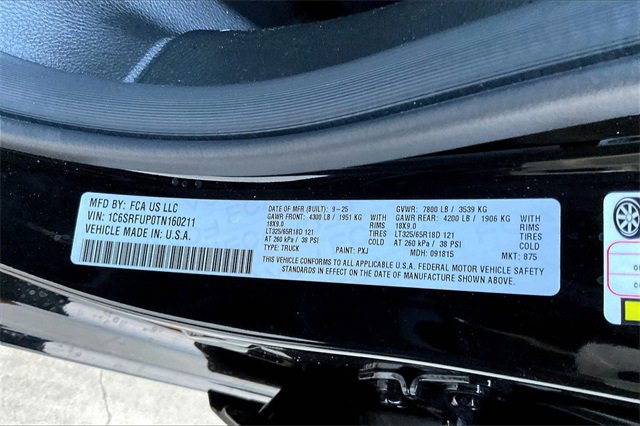 MFD BY: FCA US LLC
VIN: 1C6SRFUP0TN160211
VEHICLE MADE IN: U.S.A.
DATE OF MFR (BUILT): 9-25 GVWR: 7800 LB / 3539 KG
GAWR FRONT: 4300 LB / 1951 KG GAWR REAR: 4200 LB / 1906 KG
18X9.0 RIMS 18X9.0 RIMS
LT325/65R18D 121 TIRES LT325/65R18D 121 TIRES
AT 260 kPa / 38 PSI COLD AT 260 kPa / 38 PSI COLD
TYPE: TRUCK PAINT: PXJ MDH: 091815 MKT: 875
THIS VEHICLE CONFORMS TO ALL APPLICABLE U.S.A. FEDERAL MOTOR VEHICLE SAFETY
STANDARDS IN EFFECT ON THE DATE OF MANUFACTURE SHOWN ABOVE.